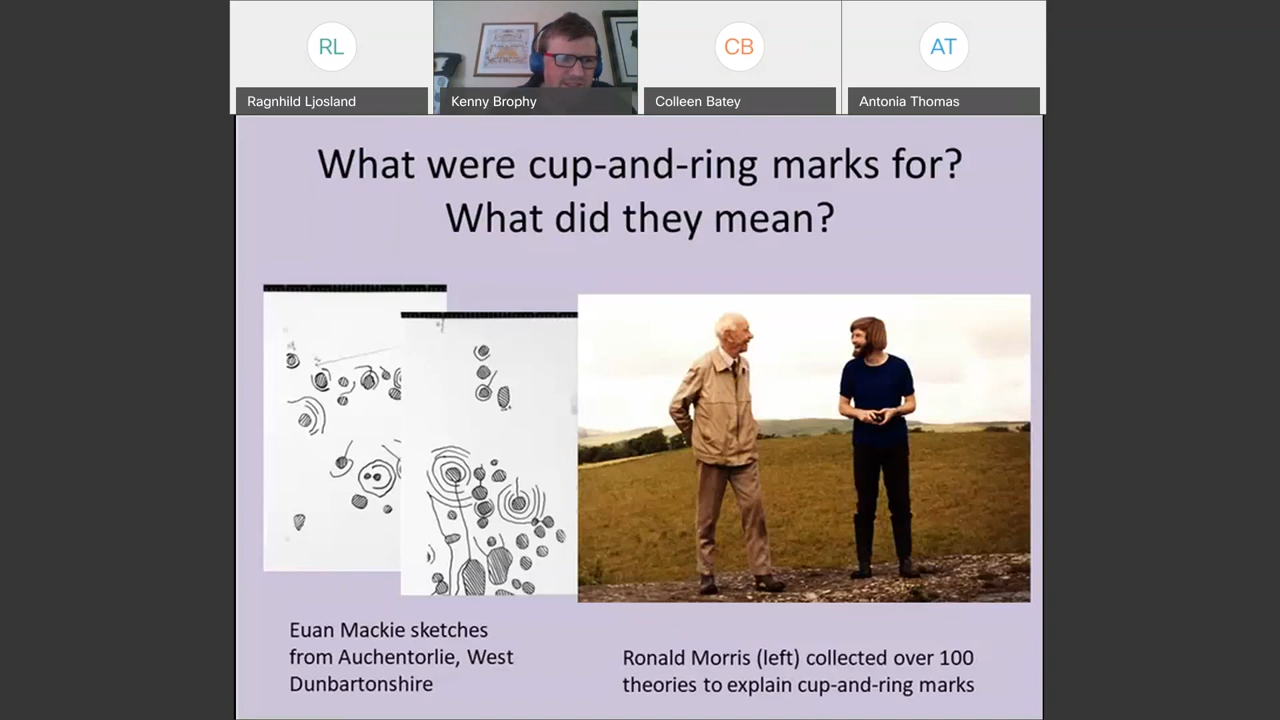 RL
CB
AT
Ragnhild Ljosland
Kenny Brophy
Colleen Batey
Antonia Thomas
What were cup-and-ring marks for?
What did they mean?
Euan Mackie sketches
from Auchentorlie, West
Dunbartonshire
Ronald Morris (left) collected over 100
theories to explain cup-and-ring marks